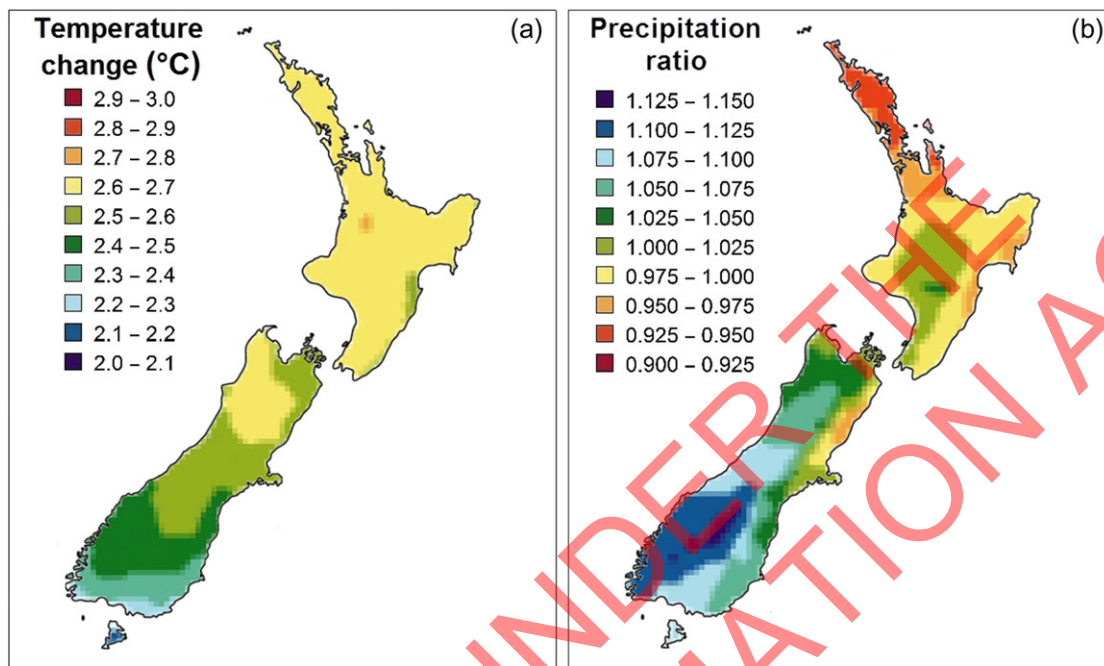 Temperature
change (°C)
(a)
2.9 – 3.0
2.8 – 2.9
2.7 – 2.8
2.6 – 2.7
2.5 – 2.6
2.4 – 2.5
2.3 – 2.4
2.2 – 2.3
2.1 – 2.2
2.0 – 2.1
Precipitation
ratio
(b)
1.125 – 1.150
1.100 – 1.125
1.075 – 1.100
1.050 – 1.075
1.025 – 1.050
1.000 – 1.025
0.975 – 1.000
0.950 – 0.975
0.925 – 0.950
0.900 – 0.925
UNDER THE